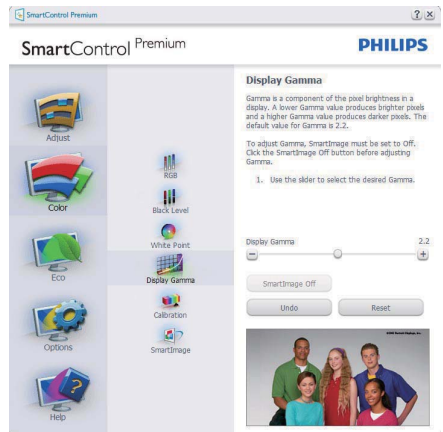 SmartControl Premium
? ×
SmartControl Premium
PHILIPS
Adjust
Color
Eco
Options
Help
RGB
Black Level
White Point
Display Gamma
Calibration
SmartImage
Display Gamma
Gamma is a component of the pixel brightness in a
display. A lower Gamma value produces brighter pixels
and a higher Gamma value produces darker pixels. The
default value for Gamma is 2.2.
To adjust Gamma, SmartImage must be set to Off.
Click the SmartImage Off button before adjusting
Gamma.
1. Use the slider to select the desired Gamma.
Display Gamma 2.2
SmartImage Off
Undo Reset